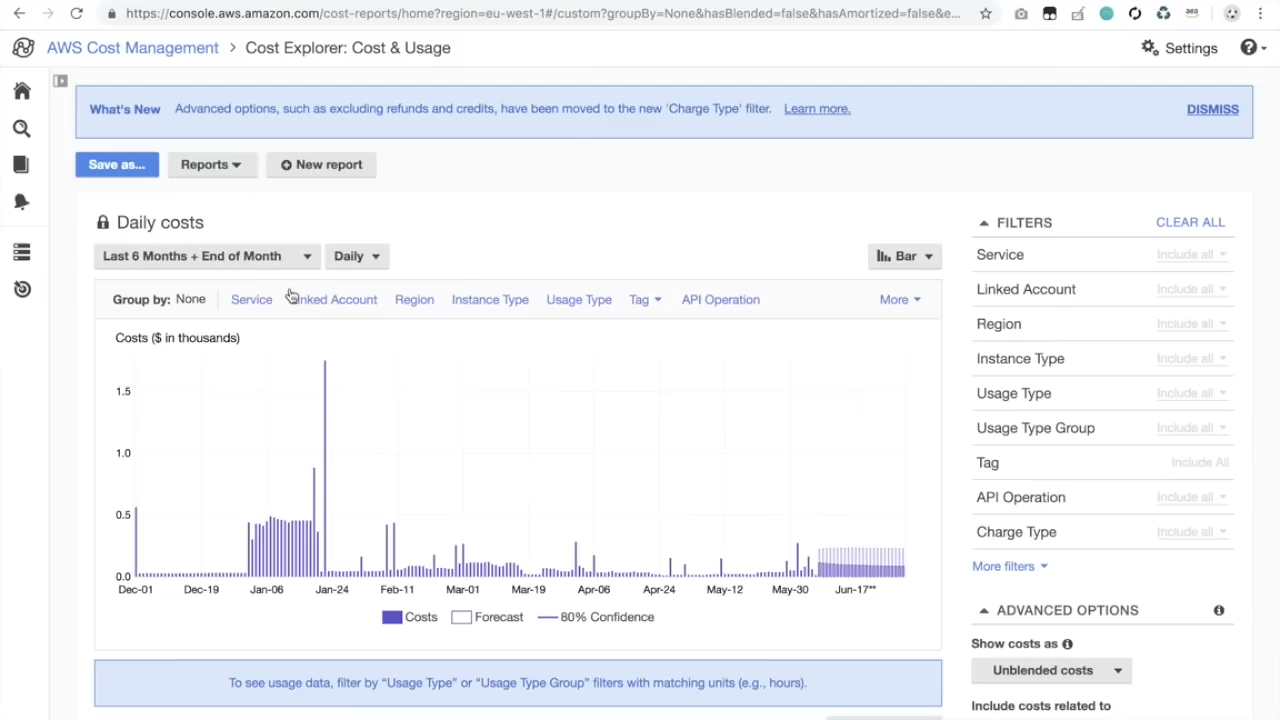 https://console.aws.amazon.com/cost-reports/home?region=eu-west-1#/custom?groupBy=None&hasBlended=false&hasAmortized=false&e...
AWS Cost Management > Cost Explorer: Cost & Usage
Settings
What's New Advanced options, such as excluding refunds and credits, have been moved to the new 'Charge Type' filter. Learn more. DISMISS
Save as... Reports New report
Daily costs
Last 6 Months + End of Month Daily Bar
Group by: None Service Linked Account Region Instance Type Usage Type Tag API Operation More
Costs ($ in thousands)
1.5
1.0
0.5
0.0
Dec-01 Dec-19 Jan-06 Jan-24 Feb-11 Mar-01 Mar-19 Apr-06 Apr-24 May-12 May-30 Jun-17**
Costs Forecast 80% Confidence
To see usage data, filter by “Usage Type” or “Usage Type Group” filters with matching units (e.g., hours).
FILTERS CLEAR ALL
Service Include all
Linked Account Include all
Region Include all
Instance Type Include all
Usage Type Include all
Usage Type Group Include all
Tag Include All
API Operation Include all
Charge Type Include all
More filters
ADVANCED OPTIONS
Show costs as
Unblended costs
Include costs related to